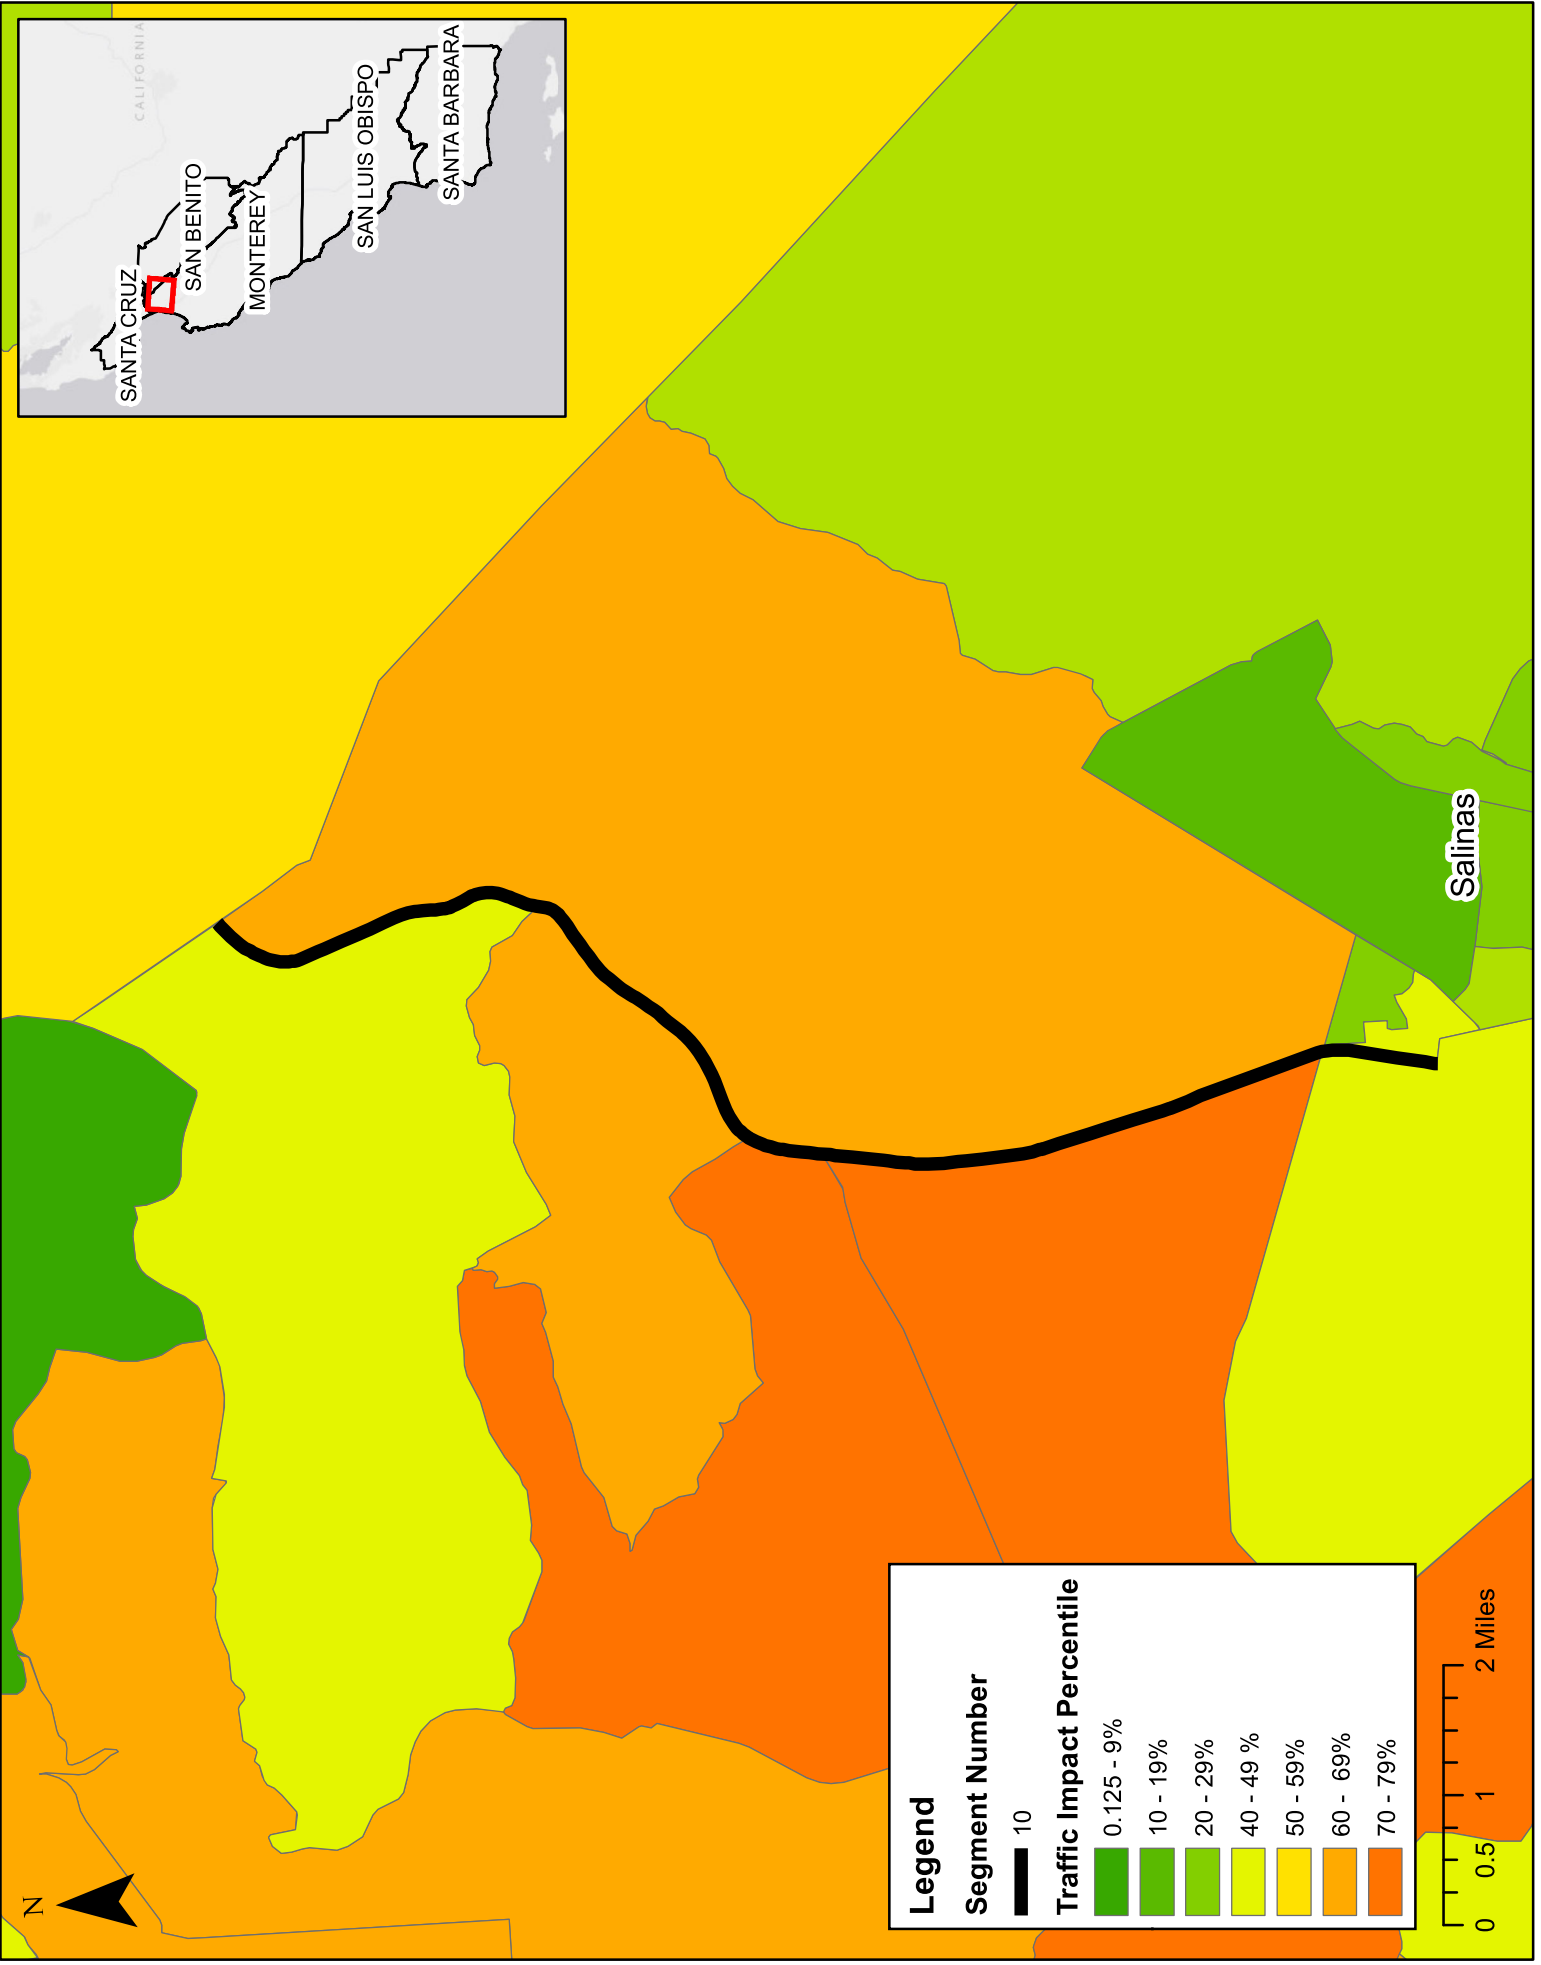 N
CALIFORNIA
SANTA CRUZ
SAN BENITO
MONTEREY
SAN LUIS OBISPO
SANTA BARBARA
Salinas
Legend
Segment Number
10
Traffic Impact Percentile
0.125 - 9%
10 - 19%
20 - 29%
40 - 49 %
50 - 59%
60 - 69%
70 - 79%
0 0.5 1 2 Miles